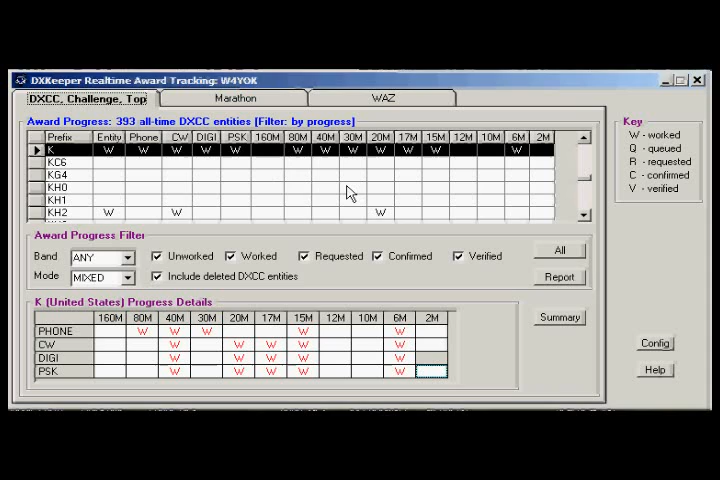 DXKeeper Realtime Award Tracking: W4YOK
DXCC, Challenge, Top Marathon WAZ
Award Progress: 393 all-time DXCC entities [Filter: by progress]
Prefix Entity Phone CW DIGI PSK 160M 80M 40M 30M 20M 17M 15M 12M 10M 6M 2M
K W W W W W W W W W W W W
KC6
KG4
KH0
KH1
KH2 W W W
Award Progress Filter
Band ANY Unworked Worked Requested Confirmed Verified All
Mode MIXED Include deleted DXCC entities Report
K (United States) Progress Details
160M 80M 40M 30M 20M 17M 15M 12M 10M 6M 2M
PHONE W W W W W
CW W W W W W
DIGI W W W W W
PSK W W W W W
Summary
Key
W - worked
Q - queued
R - requested
C - confirmed
V - verified
Config
Help